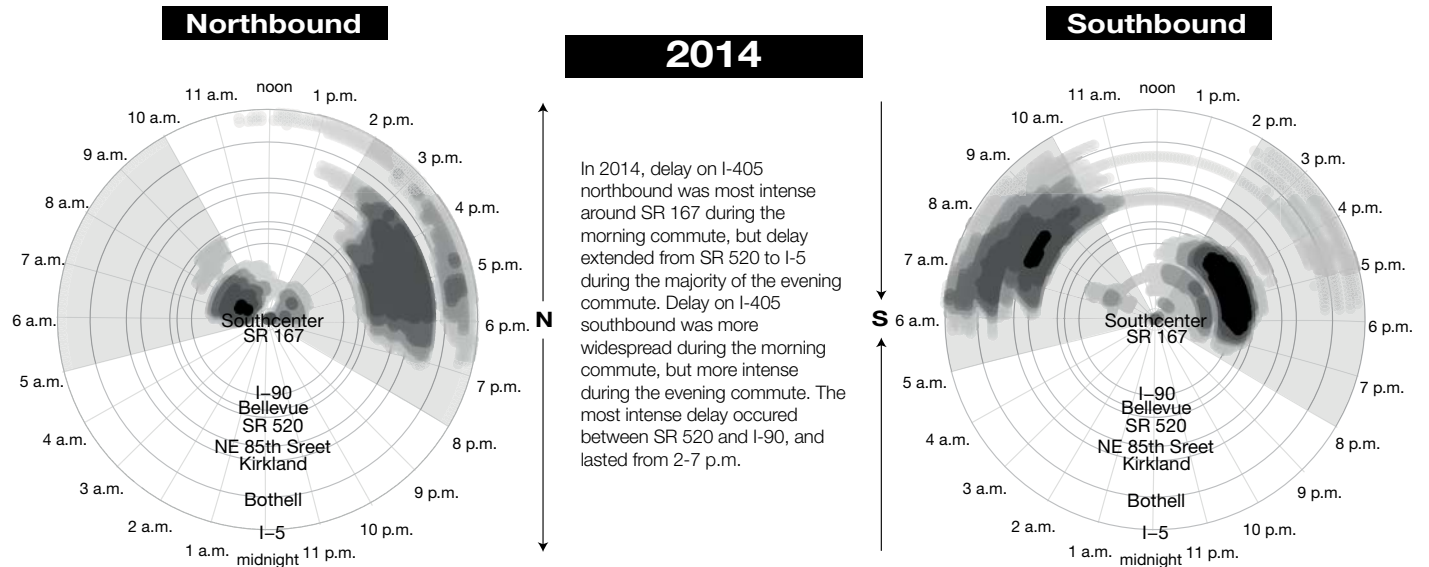 Northbound
2014
Southbound
noon
1 p.m.
2 p.m.
3 p.m.
4 p.m.
5 p.m.
6 p.m.
7 p.m.
8 p.m.
9 p.m.
10 p.m.
11 p.m.
midnight
1 a.m.
2 a.m.
3 a.m.
4 a.m.
5 a.m.
6 a.m.
7 a.m.
8 a.m.
9 a.m.
10 a.m.
11 a.m.
Southcenter
SR 167
I–90
Bellevue
SR 520
NE 85th Sreet
Kirkland
Bothell
I–5
N
In 2014, delay on I-405
northbound was most intense
around SR 167 during the
morning commute, but delay
extended from SR 520 to I-5
during the majority of the evening
commute. Delay on I-405
southbound was more
widespread during the morning
commute, but more intense
during the evening commute. The
most intense delay occured
between SR 520 and I-90, and
lasted from 2-7 p.m.
S
noon
1 p.m.
2 p.m.
3 p.m.
4 p.m.
5 p.m.
6 p.m.
7 p.m.
8 p.m.
9 p.m.
10 p.m.
11 p.m.
midnight
1 a.m.
2 a.m.
3 a.m.
4 a.m.
5 a.m.
6 a.m.
7 a.m.
8 a.m.
9 a.m.
10 a.m.
11 a.m.
Southcenter
SR 167
I–90
Bellevue
SR 520
NE 85th Sreet
Kirkland
Bothell
I–5